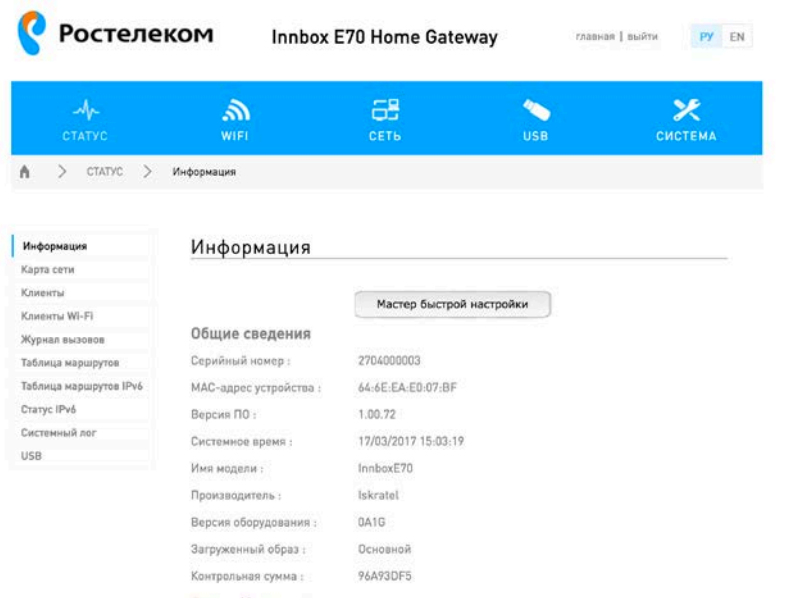 Ростелеком Innbox E70 Home Gateway главная | выйти РУ EN
СТАТУС WIFI СЕТЬ USB СИСТЕМА
СТАТУС Информация
Информация
Карта сети
Клиенты
Клиенты Wi-Fi
Журнал вызовов
Таблица маршрутов
Таблица маршрутов IPv6
Статус IPv6
Системный лог
USB
Информация
Мастер быстрой настройки
Общие сведения
Серийный номер : 2704000003
MAC-адрес устройства : 64:6E:EA:E0:07:BF
Версия ПО : 1.00.72
Системное время : 17/03/2017 15:03:19
Имя модели : InnboxE70
Производитель : Iskratel
Версия оборудования : 0A1G
Загруженный образ : Основной
Контрольная сумма : 96A93DF5